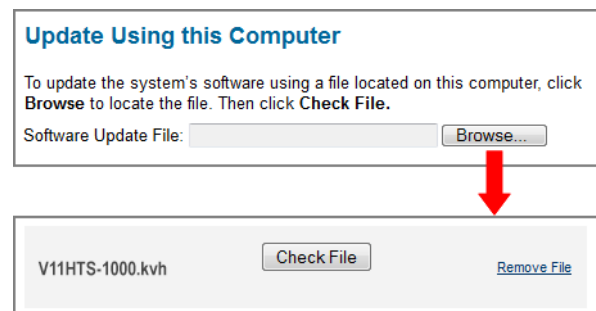 Update Using this Computer
To update the system's software using a file located on this computer, click
Browse to locate the file. Then click Check File.
Software Update File: Browse...
V11HTS-1000.kvh Check File Remove File